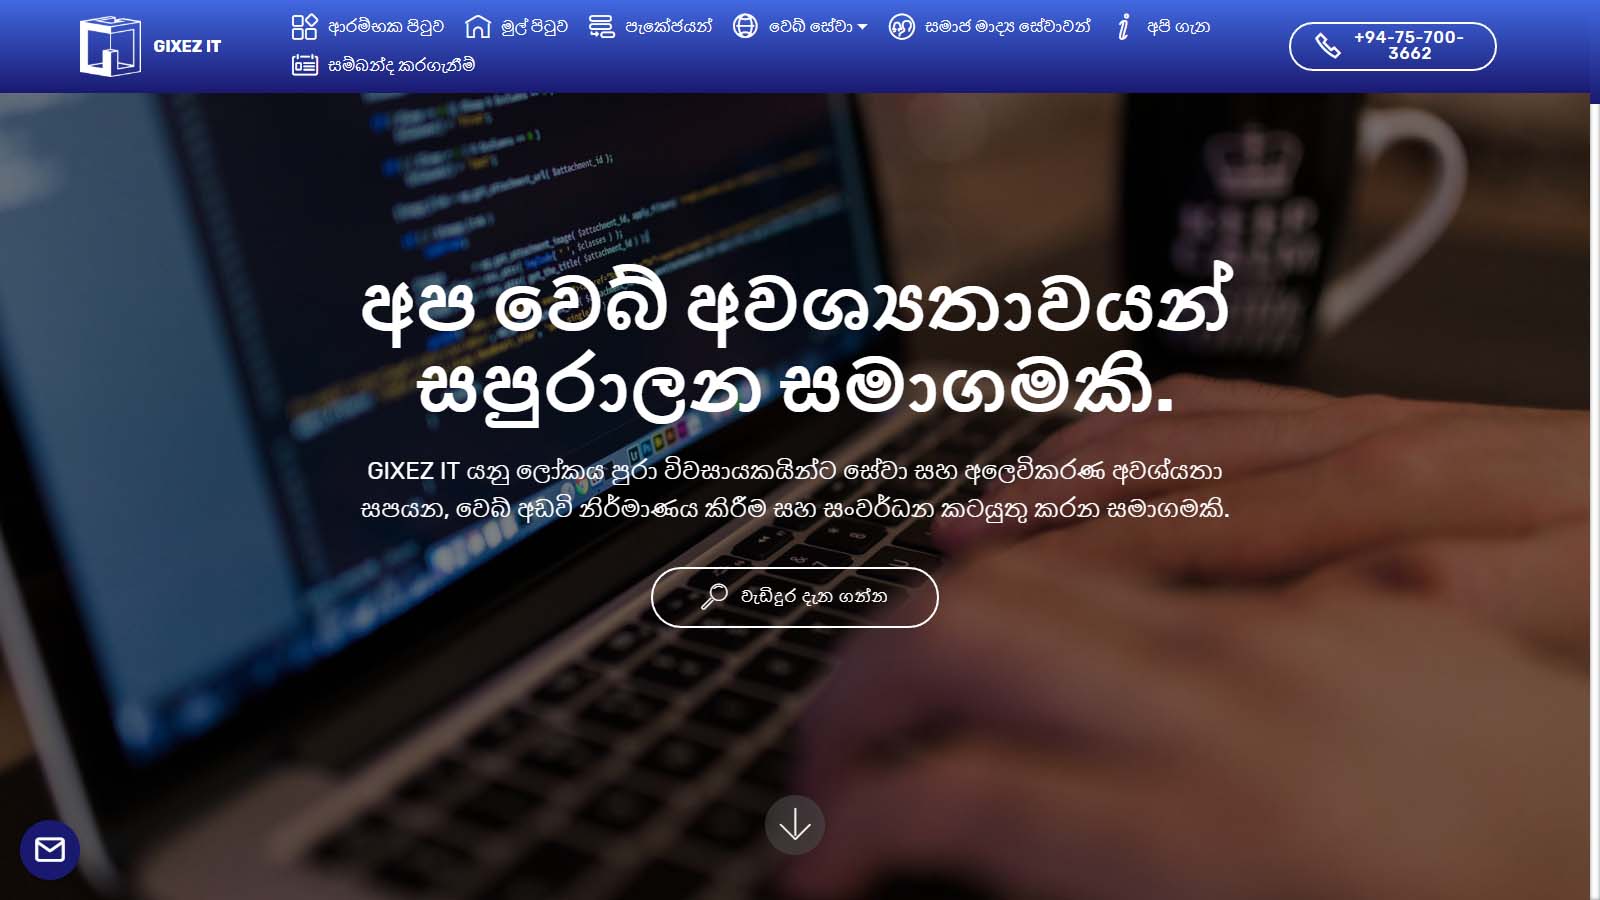 GIXEZ IT
ආරම්භක පිටුව
මුල් පිටුව
පැකේජයන්
වෙබ් සේවා
සමාජ මාද්‍ය සේවාවන්
අපි ගැන
සම්බන්ද කරගැනීම්
+94-75-700-
3662
අප වෙබ් අවශ්‍යතාවයන්
සපුරාලන සමාගමකි.
GIXEZ IT යනු ලෝකය පුරා ව්වසායකයින්ට සේවා සහ අලෙවිකරණ අවශ්යතා
සපයන, වෙබ් අඩවි නිර්මාණය කිරීම සහ සංවර්ධන කටයුතු කරන සමාගමකි.
වැඩිදුර දැන ගන්න